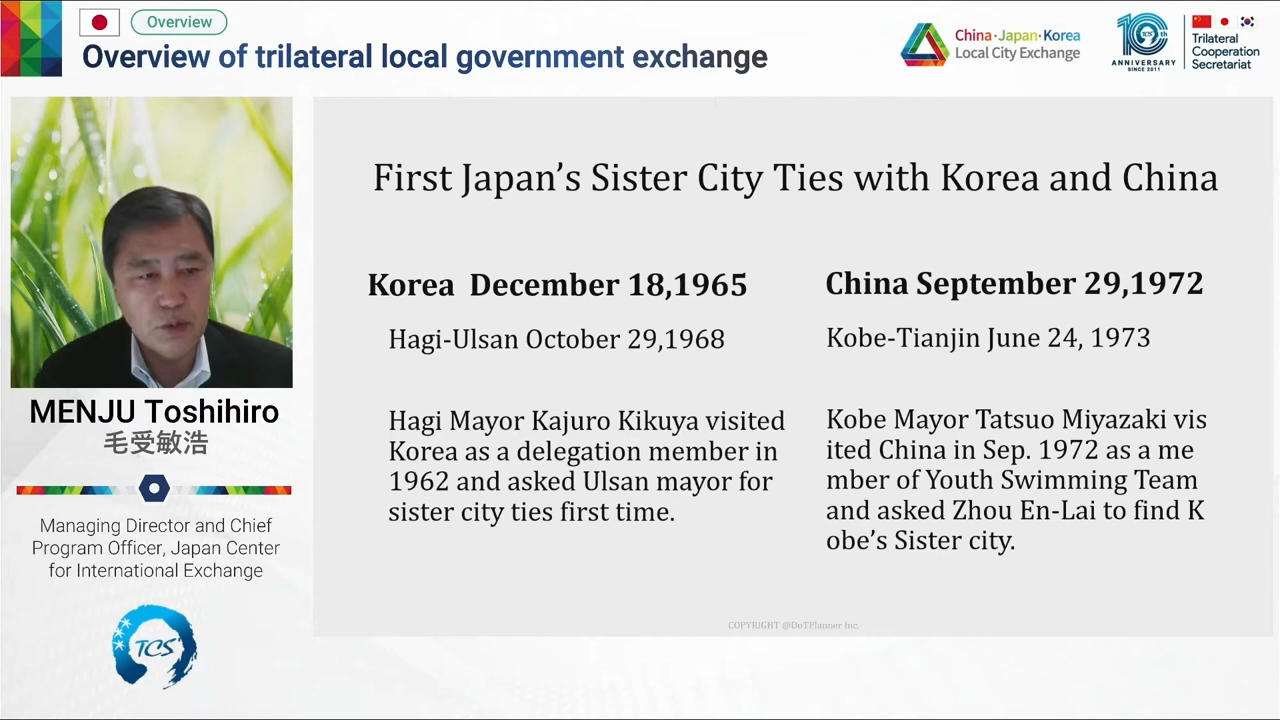 Overview
Overview of trilateral local government exchange
China·Japan·Korea
Local City Exchange
10th
TCS
ANNIVERSARY
SINCE 2011
Trilateral
Cooperation
Secretariat
First Japan's Sister City Ties with Korea and China
Korea  December 18,1965
Hagi-Ulsan October 29,1968
Hagi Mayor Kajuro Kikuya visited
Korea as a delegation member in
1962 and asked Ulsan mayor for
sister city ties first time.
China September 29,1972
Kobe-Tianjin June 24, 1973
Kobe Mayor Tatsuo Miyazaki vis
ited China in Sep. 1972 as a me
mber of Youth Swimming Team
and asked Zhou En-Lai to find K
obe's Sister city.
COPYRIGHT @DoTPlanner Inc.
MENJU Toshihiro
毛受敏浩
Managing Director and Chief
Program Officer, Japan Center
for International Exchange
TCS